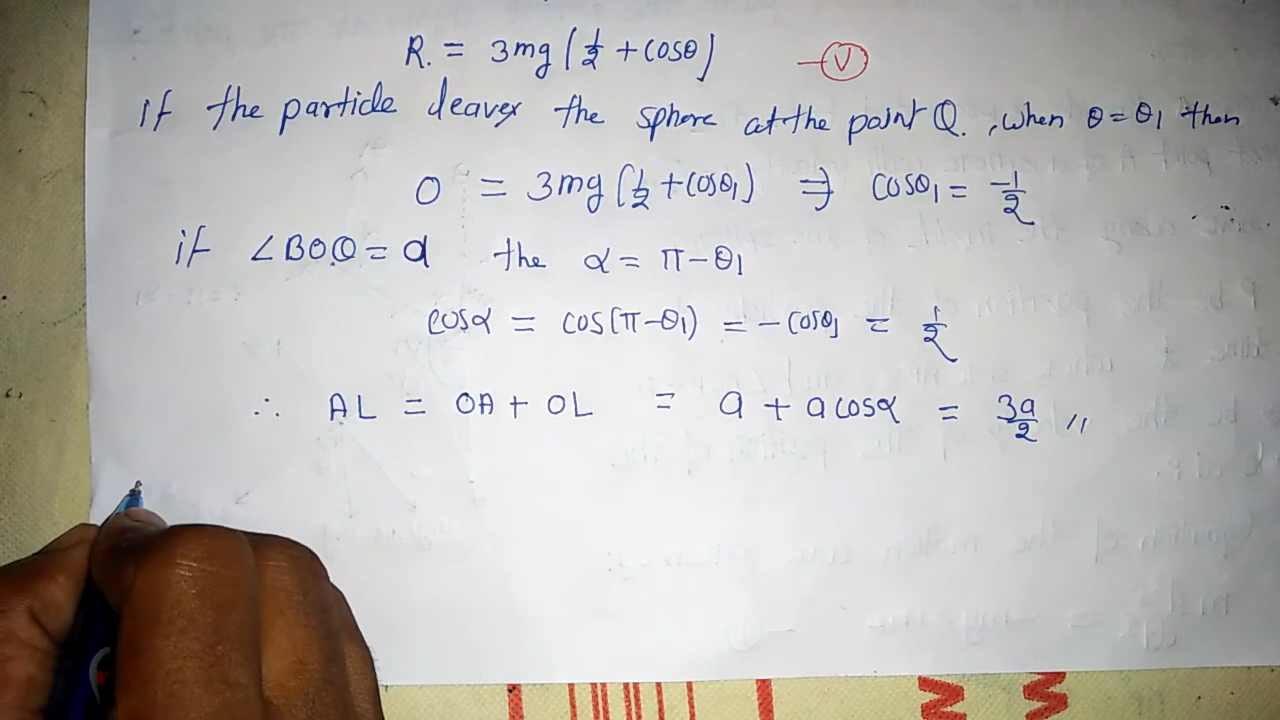 R. = 3mg(1/2 + cosθ) —(V)
If the particle leaves the sphere at the point Q. , when θ = θ1 then
0 = 3mg(1/2 + cosθ1) ⇒ cosθ1 = -1/2
if ∠BOQ = α the α = π - θ1
cosα = cos(π - θ1) = - cosθ1 = 1/2
∴ AL = OA + OL = a + a cosα = 3a/2 //